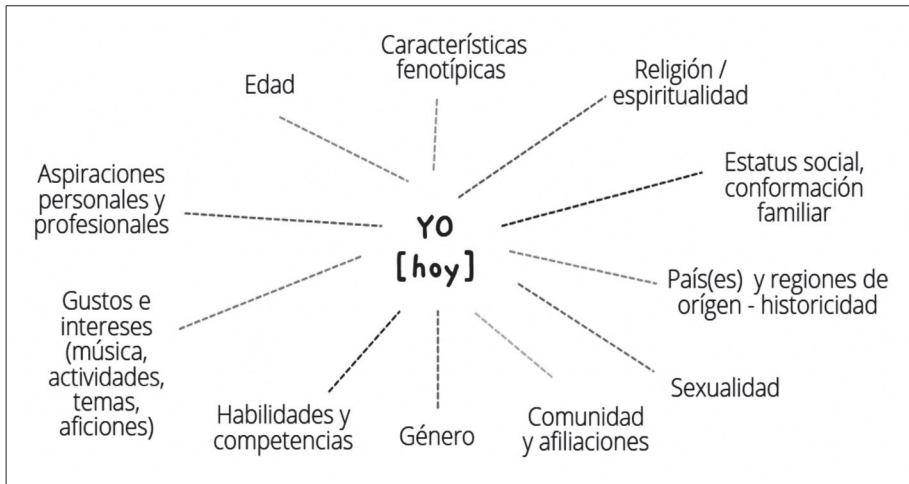 Características
fenotípicas
Edad
Religión /
espiritualidad
Estatus social,
conformación
familiar
Aspiraciones
personales y
profesionales
YO
[hoy]
País(es) y regiones de
orígen - historicidad
Gustos e
intereses
(música,
actividades,
temas,
aficiones)
Sexualidad
Habilidades y
competencias
Género
Comunidad
y afiliaciones